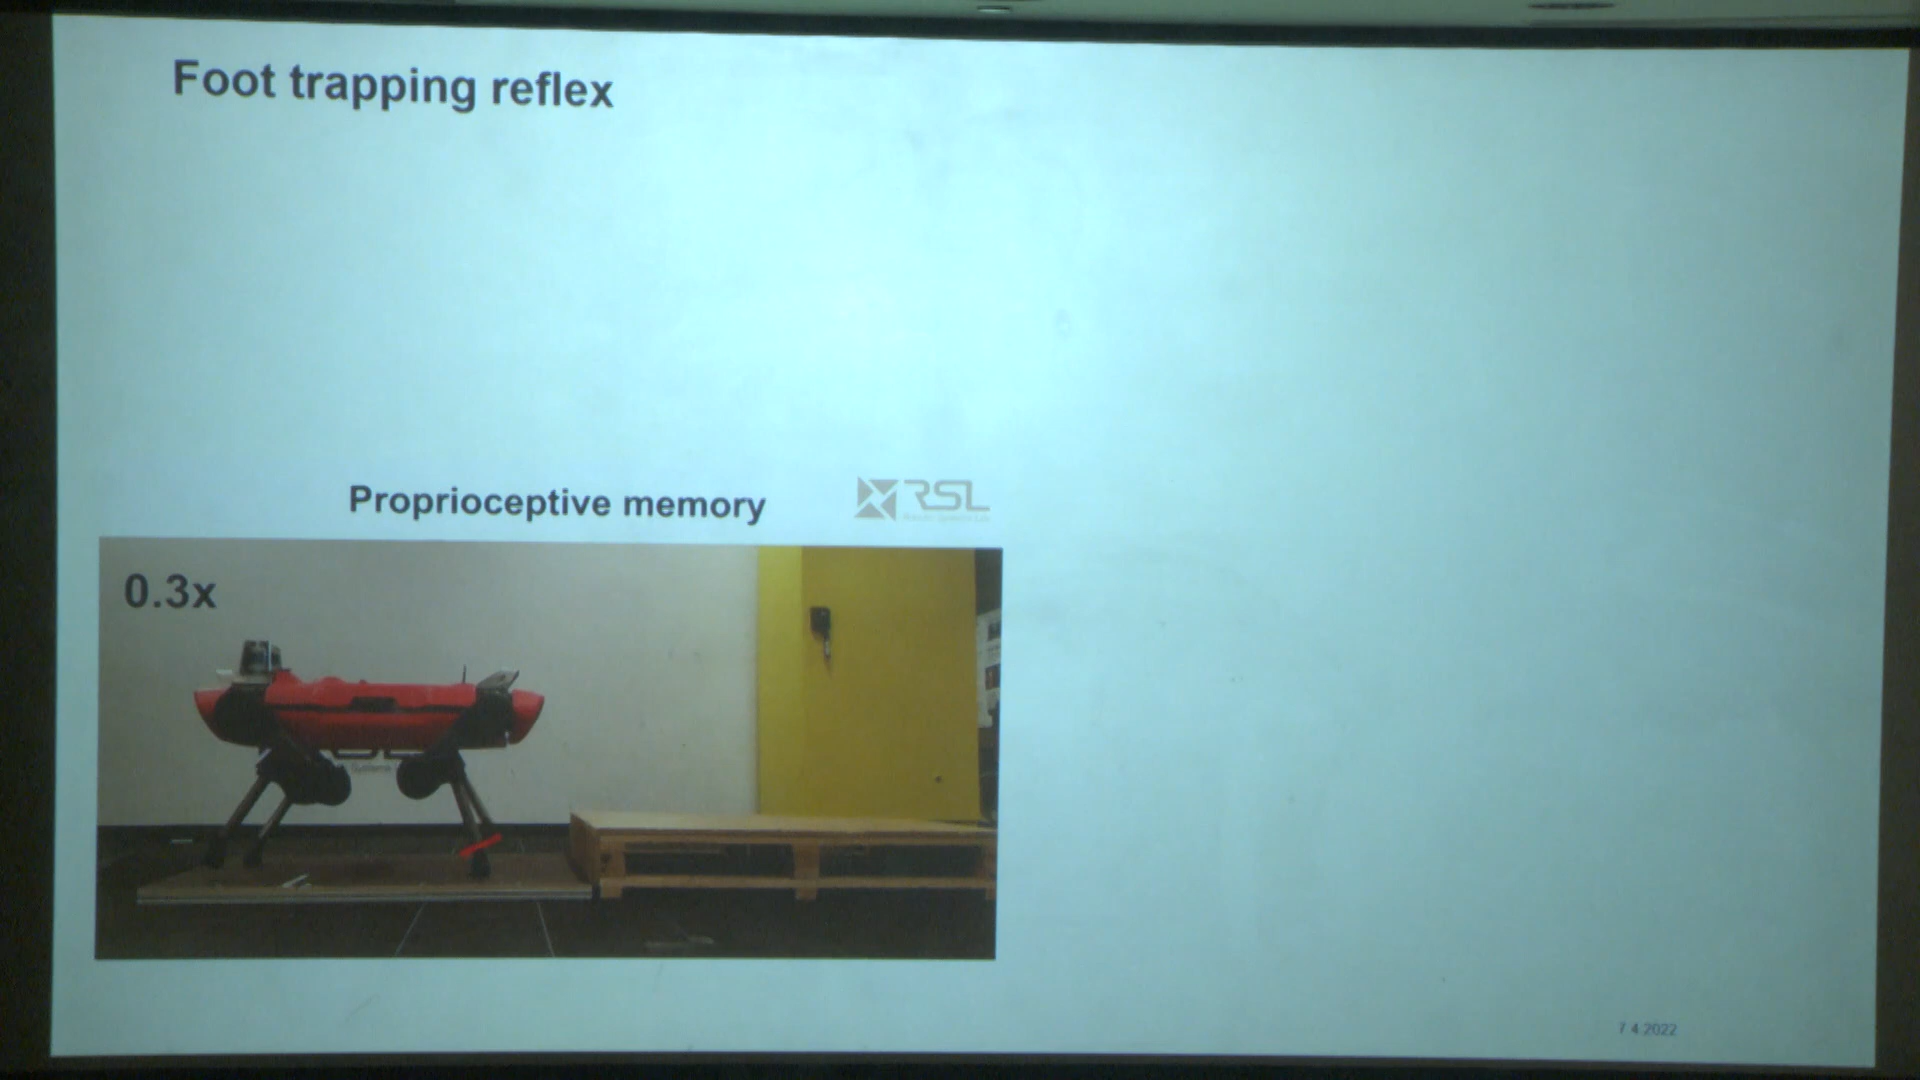 Foot trapping reflex
Proprioceptive memory
RSL
0.3x
7 4 2022